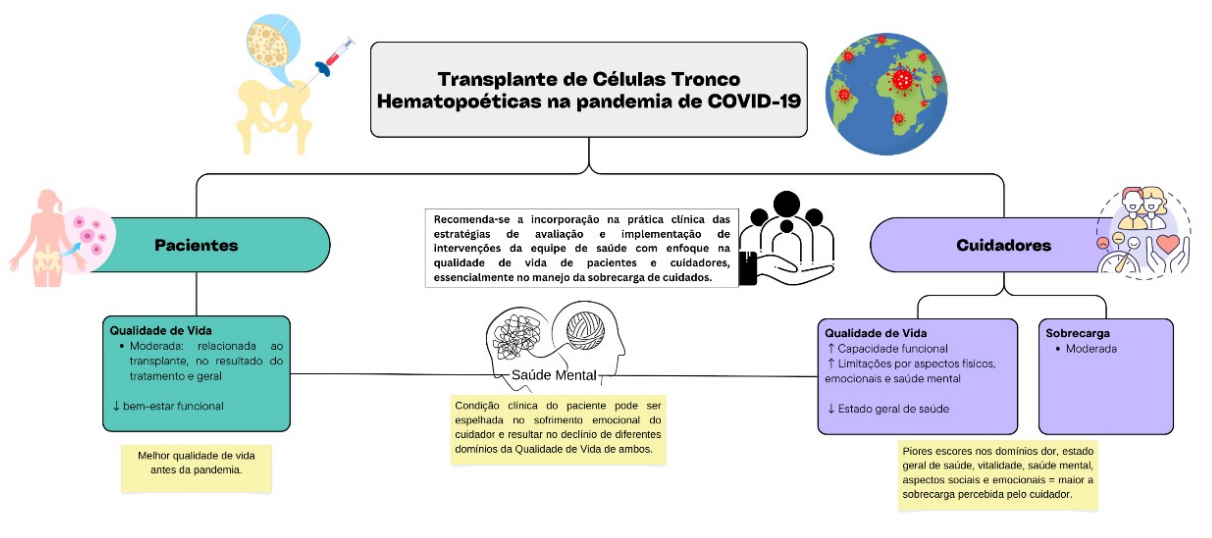 Transplante de Células Tronco
Hematopoéticas na pandemia de COVID-19
Pacientes
Recomenda-se a incorporação na prática clínica das
estratégias de avaliação e implementação de
intervenções da equipe de saúde com enfoque na
qualidade de vida de pacientes e cuidadores,
essencialmente no manejo da sobrecarga de cuidados.
Cuidadores
Qualidade de Vida
• Moderada: relacionada ao
transplante, no resultado do
tratamento e geral
↓ bem-estar funcional
Melhor qualidade de vida
antes da pandemia.
Saúde Mental
Condição clínica do paciente pode ser
espelhada no sofrimento emocional do
cuidador e resultar no declínio de diferentes
domínios da Qualidade de Vida de ambos.
Qualidade de Vida
↑ Capacidade funcional
↑ Limitações por aspectos físicos,
emocionais e saúde mental
↓ Estado geral de saúde
Sobrecarga
• Moderada
Piores escores nos domínios dor, estado
geral de saúde, vitalidade, saúde mental,
aspectos sociais e emocionais = maior a
sobrecarga percebida pelo cuidador.